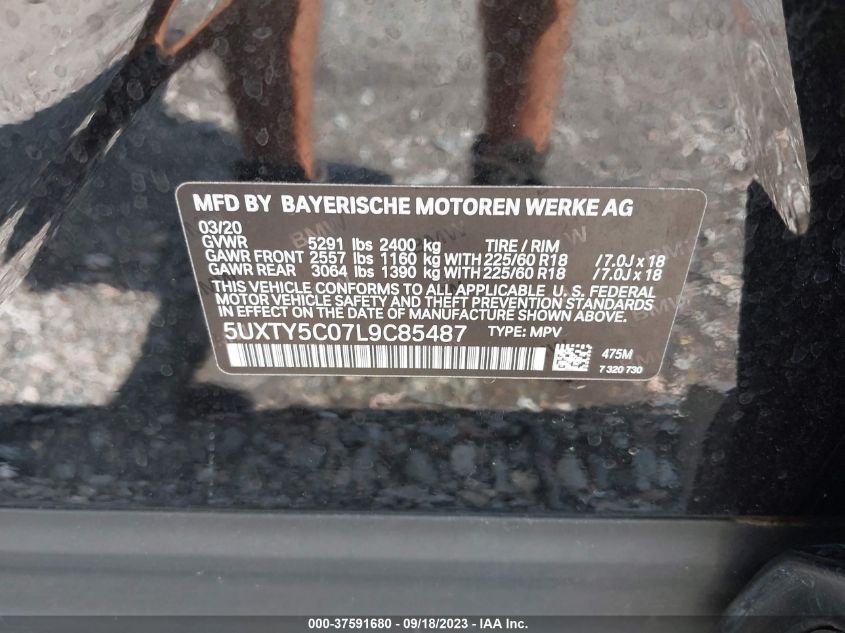 MFD BY BAYERISCHE MOTOREN WERKE AG
03/20
GVWR 5291 lbs 2400 kg TIRE / RIM
GAWR FRONT 2557 lbs 1160 kg WITH 225/60 R18 / 7.0J x 18
GAWR REAR 3064 lbs 1390 kg WITH 225/60 R18 / 7.0J x 18
THIS VEHICLE CONFORMS TO ALL APPLICABLE U. S. FEDERAL
MOTOR VEHICLE SAFETY AND THEFT PREVENTION STANDARDS
IN EFFECT ON THE DATE OF MANUFACTURE SHOWN ABOVE.
5UXTY5C07L9C85487 TYPE: MPV
475M
7 320 730
000-37591680 - 09/18/2023 - IAA Inc.